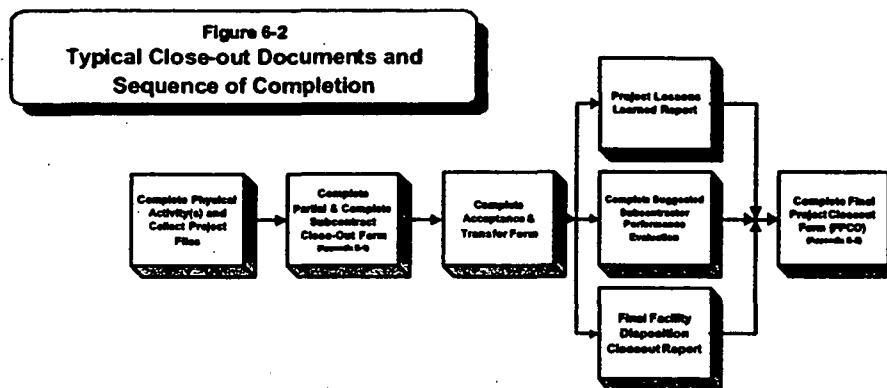 Figure 6-2
Typical Close-out Documents and
Sequence of Completion
Complete Physical
Activity(s) and
Collect Project
Files
Complete
Partial & Complete
Subcontract
Close-Out Form
Complete
Acceptance &
Transfer Form
Project Lessons
Learned Report
Complete Suggested
Subcontractor
Performance
Evaluation
Final Facility
Disposition
Closeout Report
Complete Final
Project Closeout
Form (FPCO)